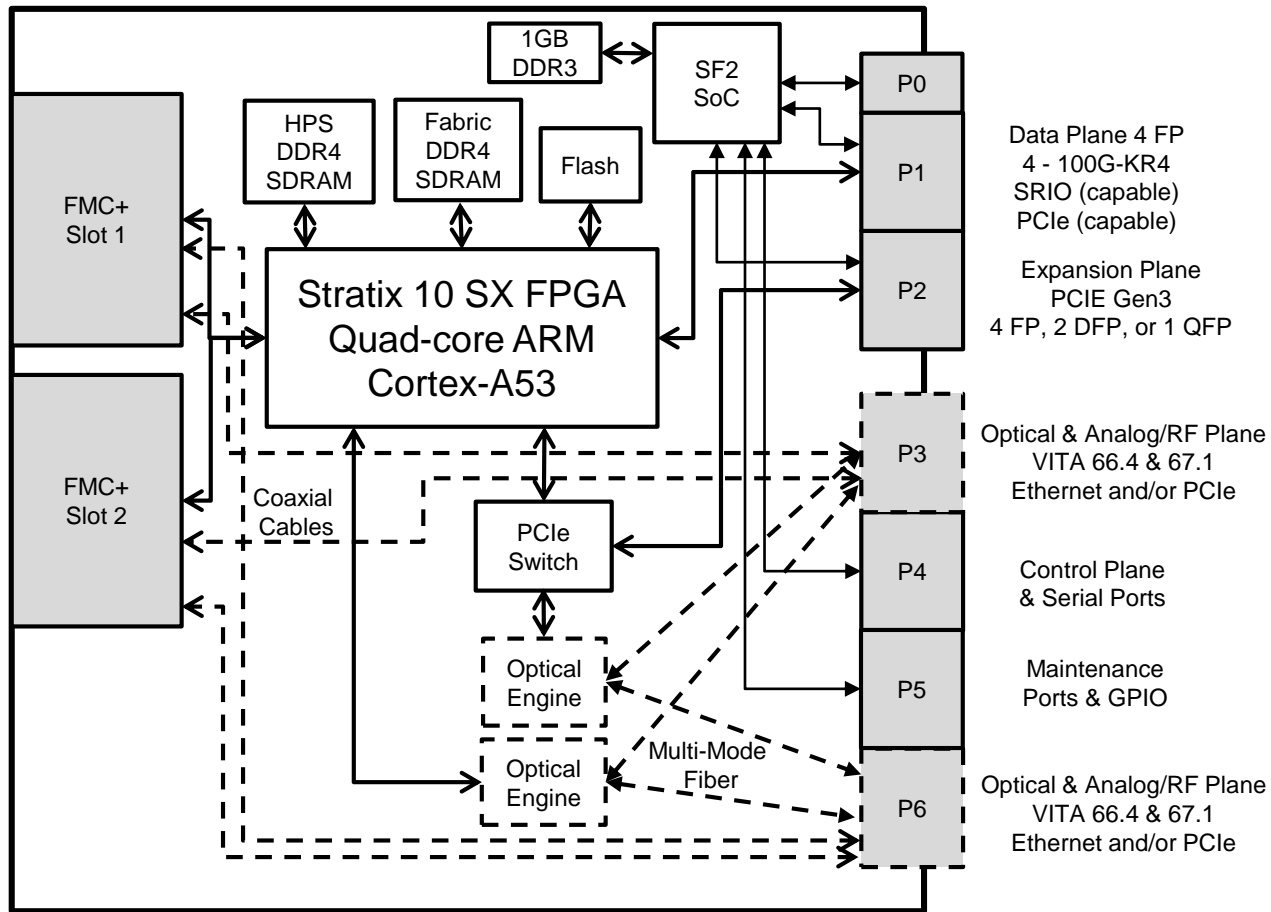 1GB
DDR3
SF2
SoC
P0
HPS
DDR4
SDRAM
Fabric
DDR4
SDRAM
Flash
FMC+
Slot 1
P1
Data Plane 4 FP
4 - 100G-KR4
SRIO (capable)
PCIe (capable)
Stratix 10 SX FPGA
Quad-core ARM
Cortex-A53
P2
Expansion Plane
PCIE Gen3
4 FP, 2 DFP, or 1 QFP
FMC+
Slot 2
Coaxial
Cables
P3
Optical & Analog/RF Plane
VITA 66.4 & 67.1
Ethernet and/or PCIe
PCIe
Switch
P4
Control Plane
& Serial Ports
Optical
Engine
P5
Maintenance
Ports & GPIO
Optical
Engine
Multi-Mode
Fiber
P6
Optical & Analog/RF Plane
VITA 66.4 & 67.1
Ethernet and/or PCIe